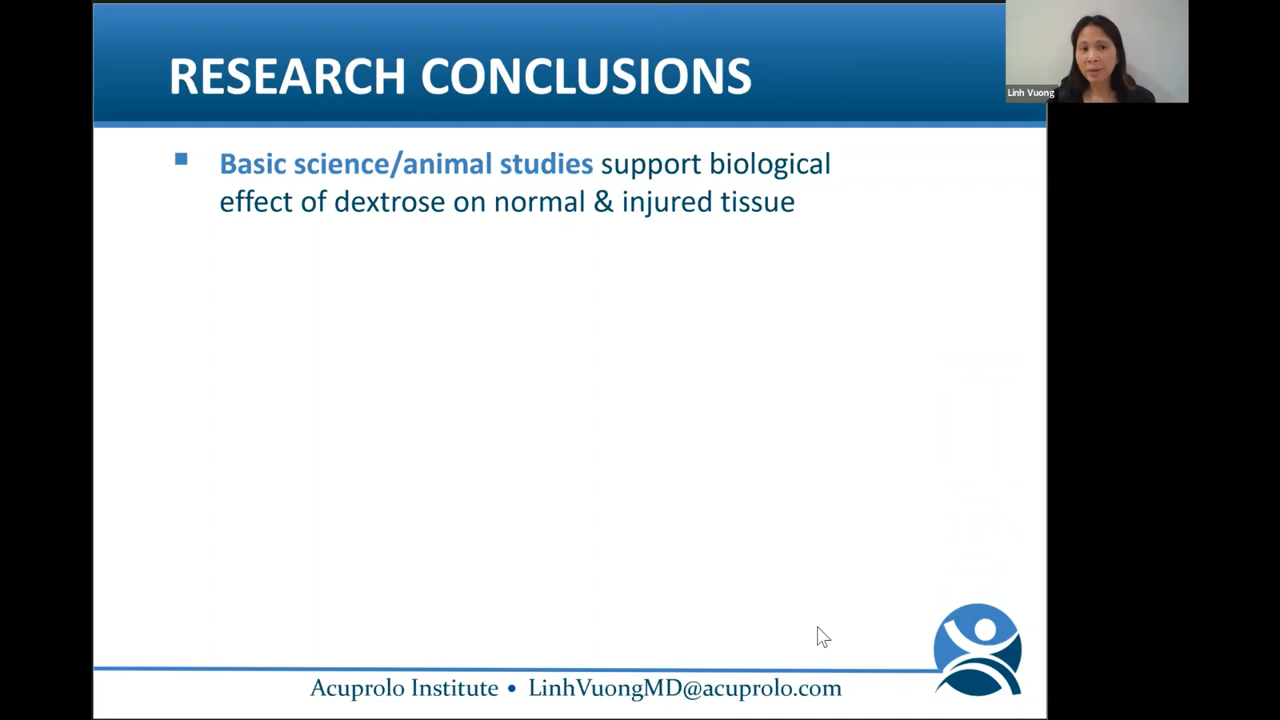 RESEARCH CONCLUSIONS
Linh Vuong
Basic science/animal studies support biological
effect of dextrose on normal & injured tissue
Acuprolo Institute • LinhVuongMD@acuprolo.com